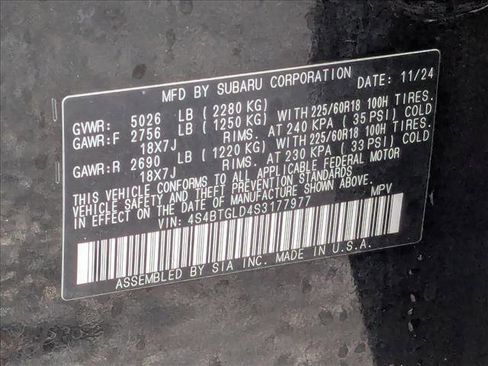 MFD BY SUBARU CORPORATION DATE: 11/24
GVWR: 5026 LB ( 2280 KG)
GAWR:F 2756 LB ( 1250 KG) WITH 225/60R18 100H TIRES.
18X7J RIMS. AT 240 KPA ( 35 PSI) COLD
GAWR:R 2690 LB ( 1220 KG) WITH 225/60R18 100H TIRES.
18X7J RIMS. AT 230 KPA ( 33 PSI) COLD
THIS VEHICLE CONFORMS TO ALL APPLICABLE FEDERAL MOTOR
VEHICLE SAFETY BUMPER AND THEFT PREVENTION STANDARDS
IN EFFECT ON THE DATE OF MANUFACTURE SHOWN ABOVE.
VIN: 4S4BTGLD4S3177977 MPV
ASSEMBLED BY SIA INC. MADE IN U.S.A.